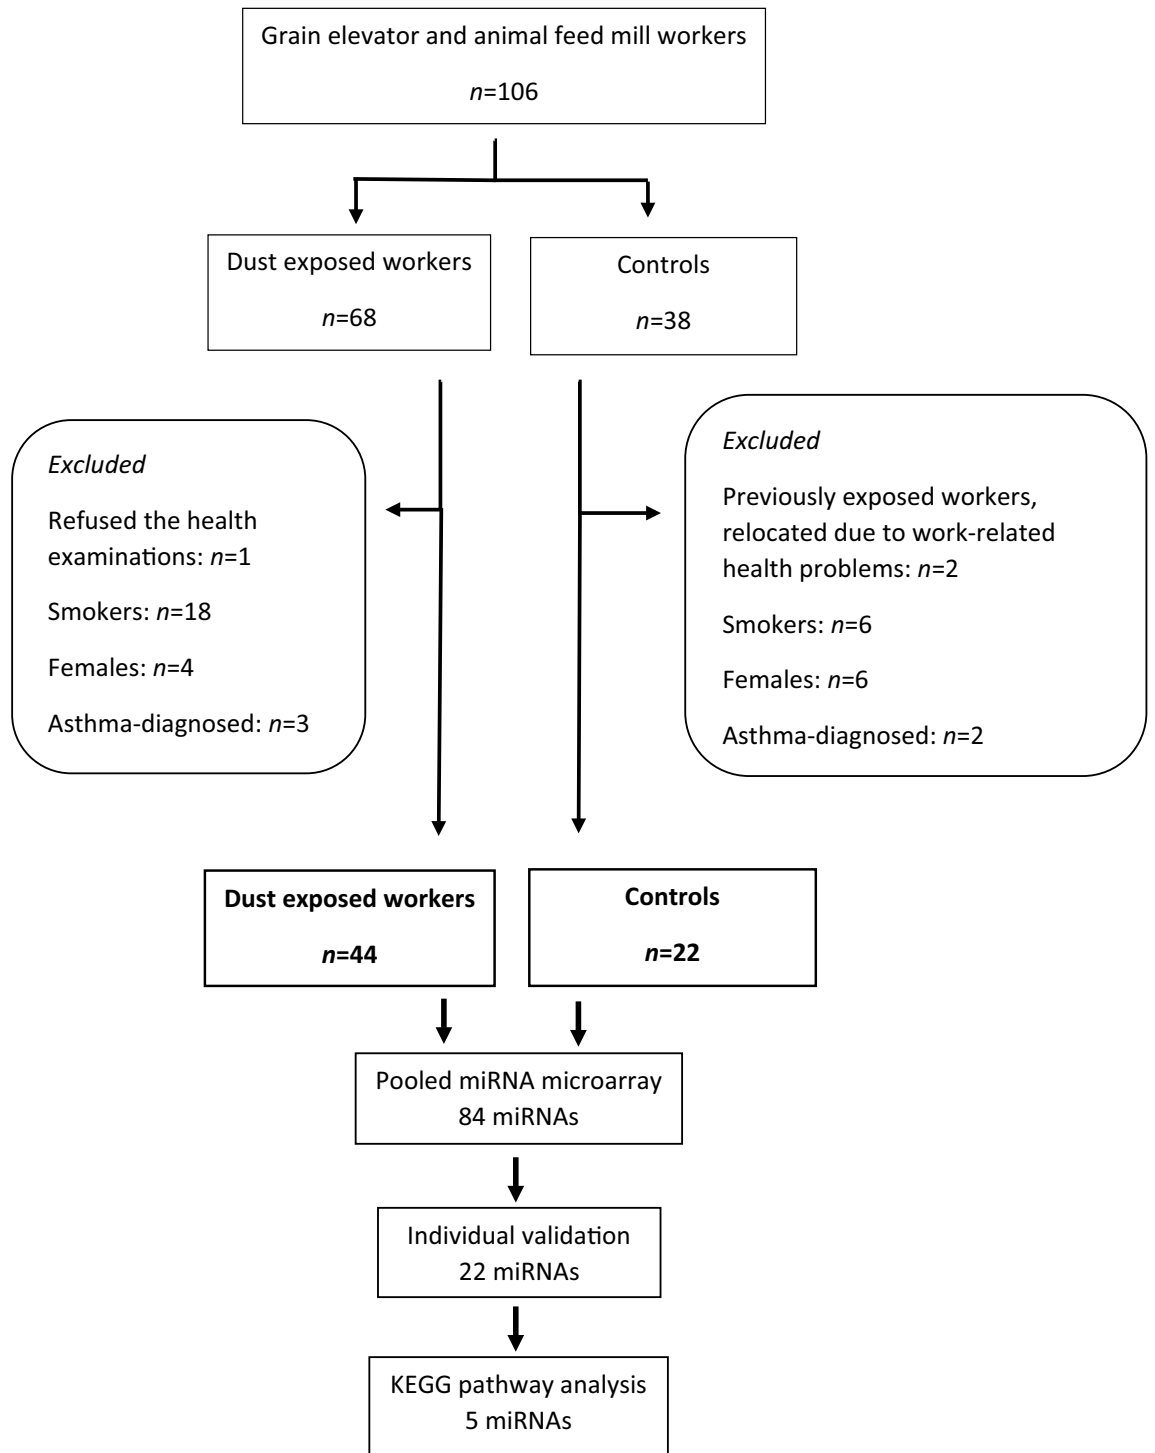 Grain elevator and animal feed mill workers
n=106
Dust exposed workers
n=68
Controls
n=38
Excluded
Refused the health
examinations: n=1
Smokers: n=18
Females: n=4
Asthma-diagnosed: n=3
Excluded
Previously exposed workers,
relocated due to work-related
health problems: n=2
Smokers: n=6
Females: n=6
Asthma-diagnosed: n=2
Dust exposed workers
n=44
Controls
n=22
Pooled miRNA microarray
84 miRNAs
Individual validation
22 miRNAs
KEGG pathway analysis
5 miRNAs